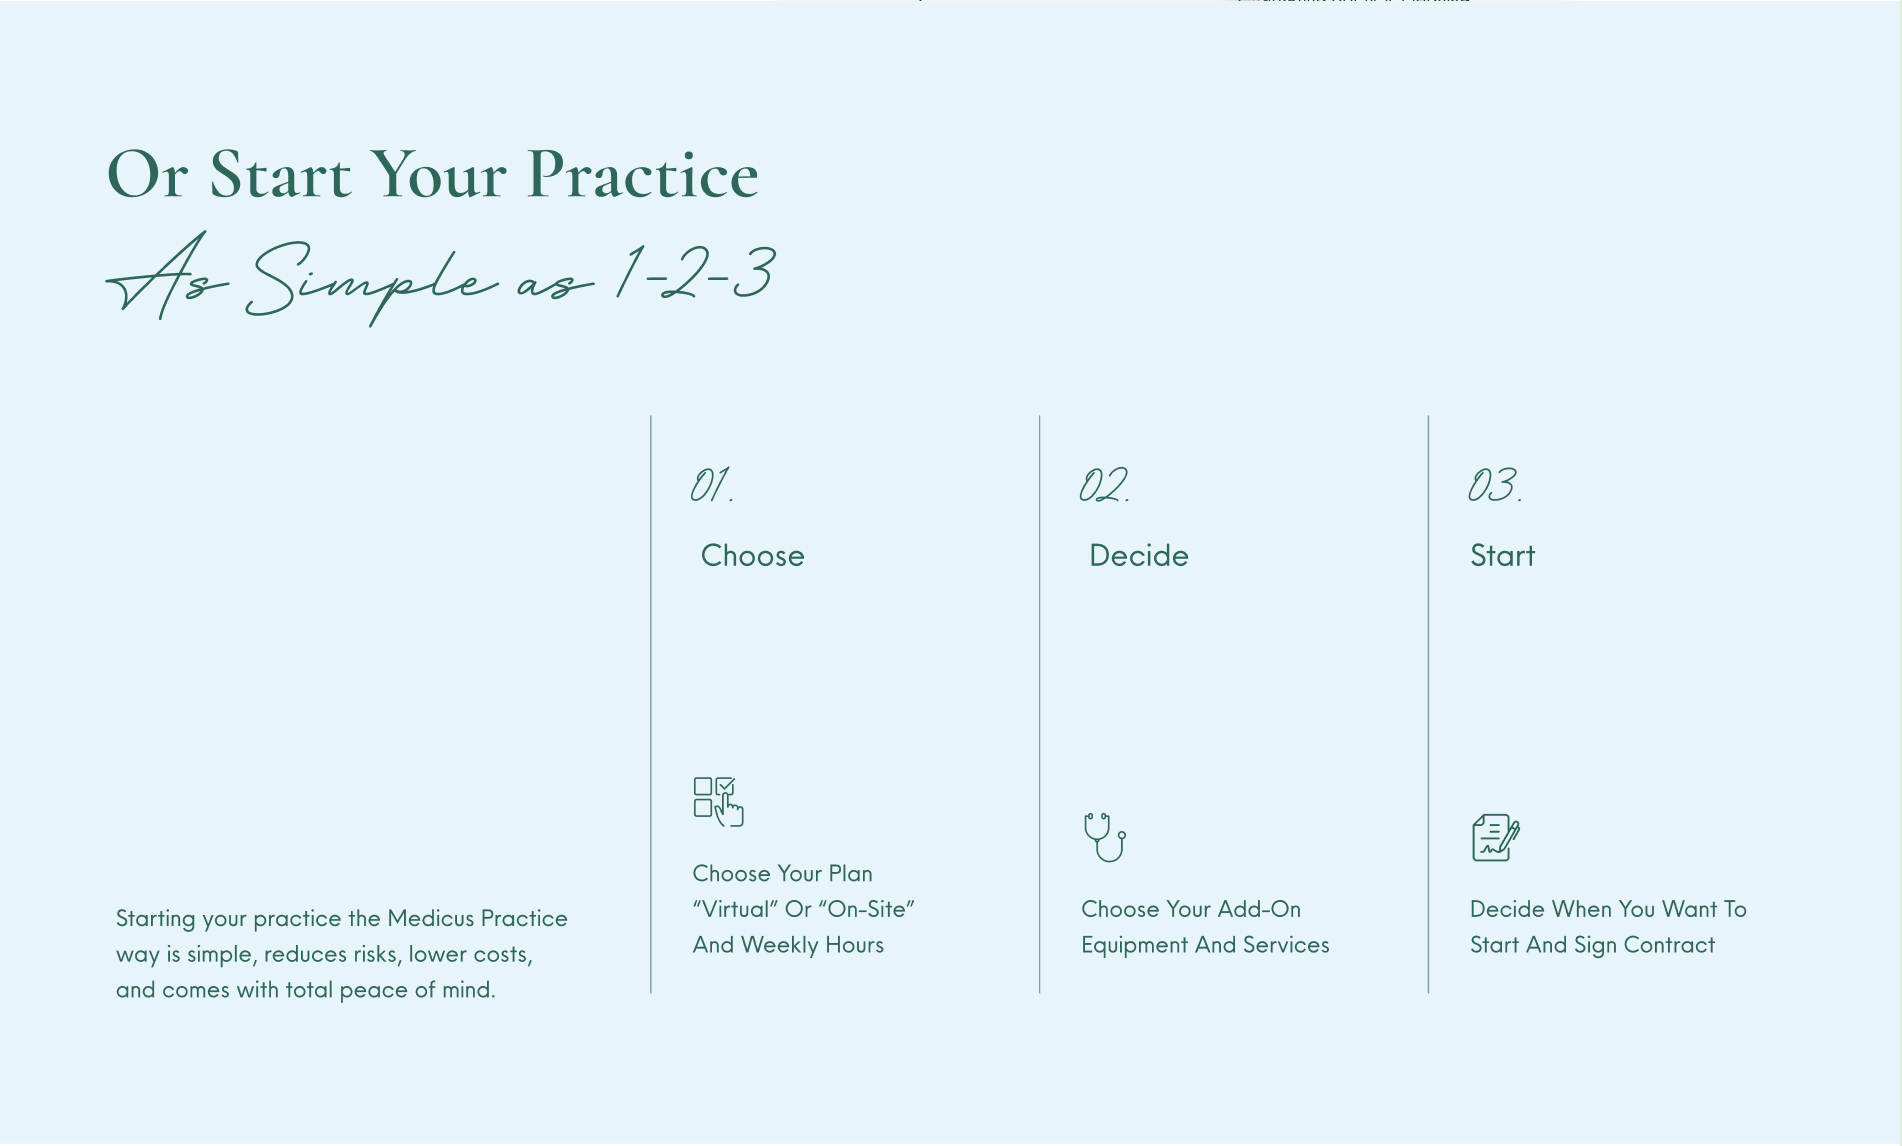 Or Start Your Practice
As Simple as 1-2-3
01.
Choose
Choose Your Plan
“Virtual” Or “On-Site”
And Weekly Hours
02.
Decide
Choose Your Add-On
Equipment And Services
03.
Start
Decide When You Want To
Start And Sign Contract
Starting your practice the Medicus Practice
way is simple, reduces risks, lower costs,
and comes with total peace of mind.